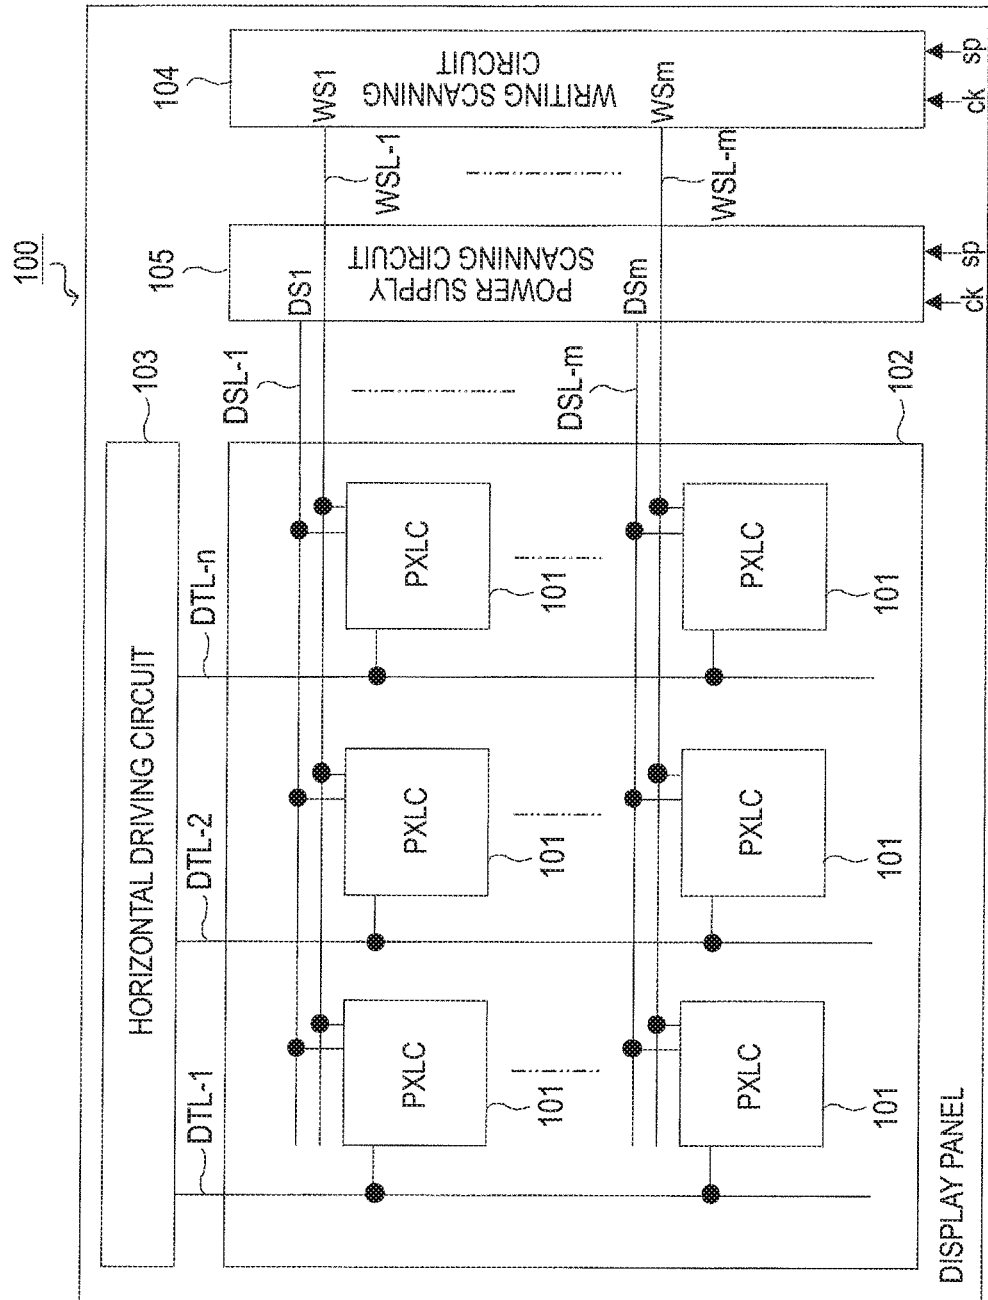 100
103
HORIZONTAL DRIVING CIRCUIT
105
104
DTL-1
DTL-2
DTL-n
DSL-1
DS1
WSL-1
WS1
PXLC
PXLC
PXLC
101
101
101
POWER SUPPLY
SCANNING CIRCUIT
WRITING SCANNING
CIRCUIT
DSL-m
DSm
WSL-m
WSm
PXLC
PXLC
PXLC
101
101
101
102
ck
sp
ck
sp
DISPLAY PANEL